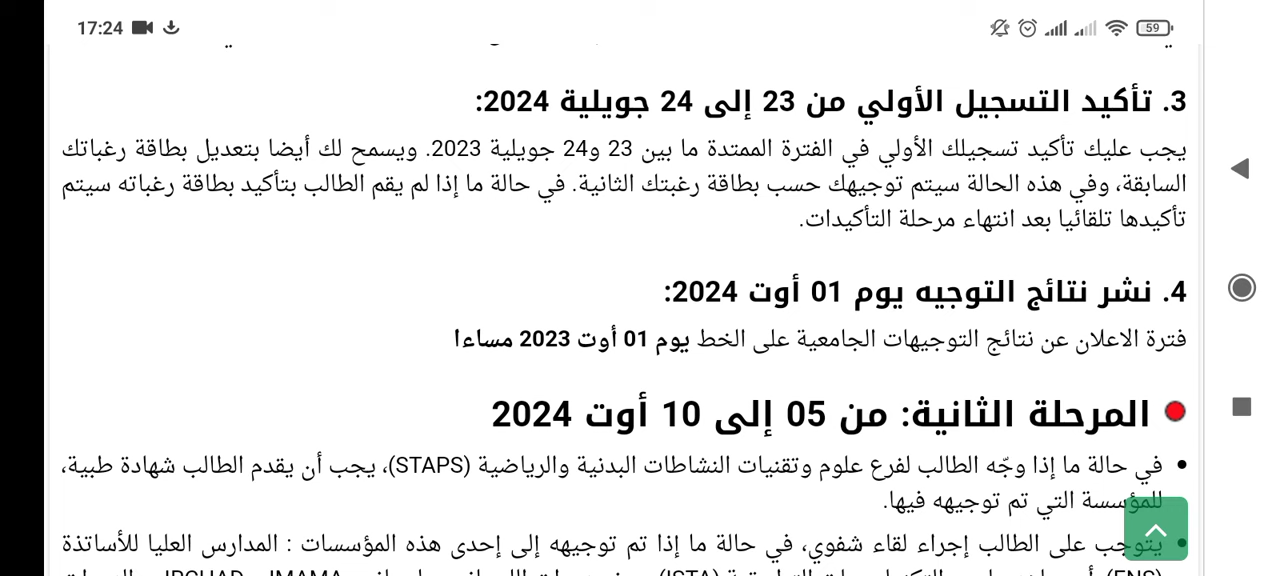 17:24
59
3. تأكيد التسجيل الأولي من 23 إلى 24 جويلية 2024:
يجب عليك تأكيد تسجيلك الأولي في الفترة الممتدة ما بين 23 و24 جويلية 2023. ويسمح لك أيضا بتعديل بطاقة رغباتك
السابقة، وفي هذه الحالة سيتم توجيهك حسب بطاقة رغبتك الثانية. في حالة ما إذا لم يقم الطالب بتأكيد بطاقة رغباته سيتم
تأكيدها تلقائيا بعد انتهاء مرحلة التأكيدات.
4. نشر نتائج التوجيه يوم 01 أوت 2024:
فترة الاعلان عن نتائج التوجيهات الجامعية على الخط يوم 01 أوت 2023 مساءا
المرحلة الثانية: من 05 إلى 10 أوت 2024
• في حالة ما إذا وجّه الطالب لفرع علوم وتقنيات النشاطات البدنية والرياضية (STAPS)، يجب أن يقدم الطالب شهادة طبية،
للمؤسسة التي تم توجيهه فيها.
• يتوجب على الطالب إجراء لقاء شفوي، في حالة ما إذا تم توجيهه إلى إحدى هذه المؤسسات : المدارس العليا للأساتذة